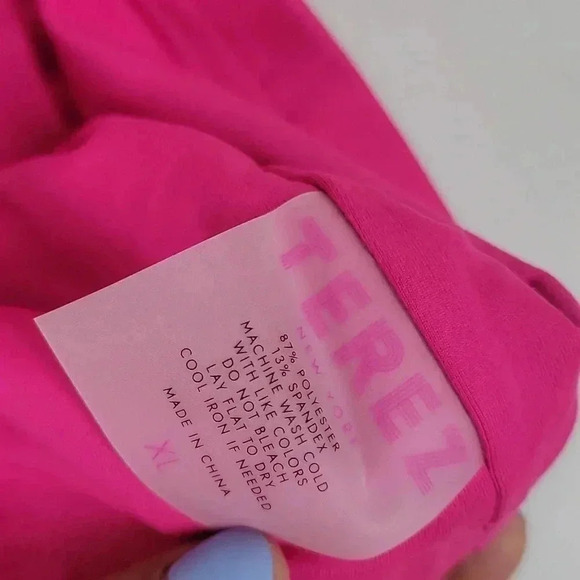 TEREZ
NEW YORK
87% POLYESTER
13% SPANDEX
MACHINE WASH COLD
WITH LIKE COLORS
DO NOT BLEACH
LAY FLAT TO DRY
COOL IRON IF NEEDED
MADE IN CHINA
XL